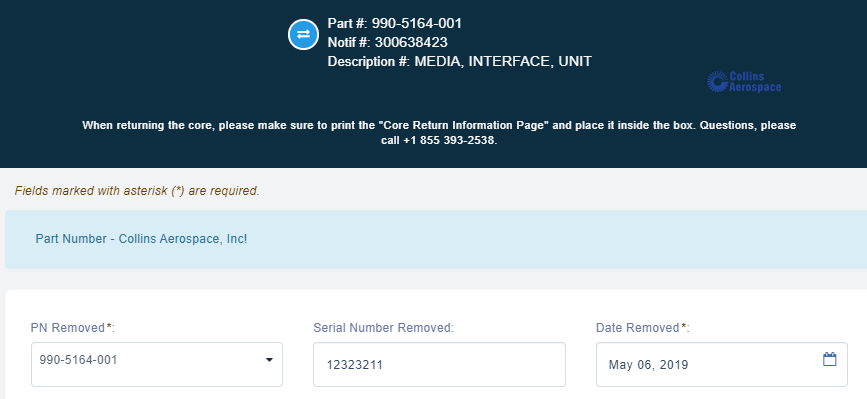 Part #: 990-5164-001
Notif #: 300638423
Description #: MEDIA, INTERFACE, UNIT
Collins
Aerospace
When returning the core, please make sure to print the "Core Return Information Page" and place it inside the box. Questions, please
call +1 855 393-2538.
Fields marked with asterisk (*) are required.
Part Number - Collins Aerospace, Inc!
PN Removed*: Serial Number Removed: Date Removed*:
990-5164-001 12323211 May 06, 2019